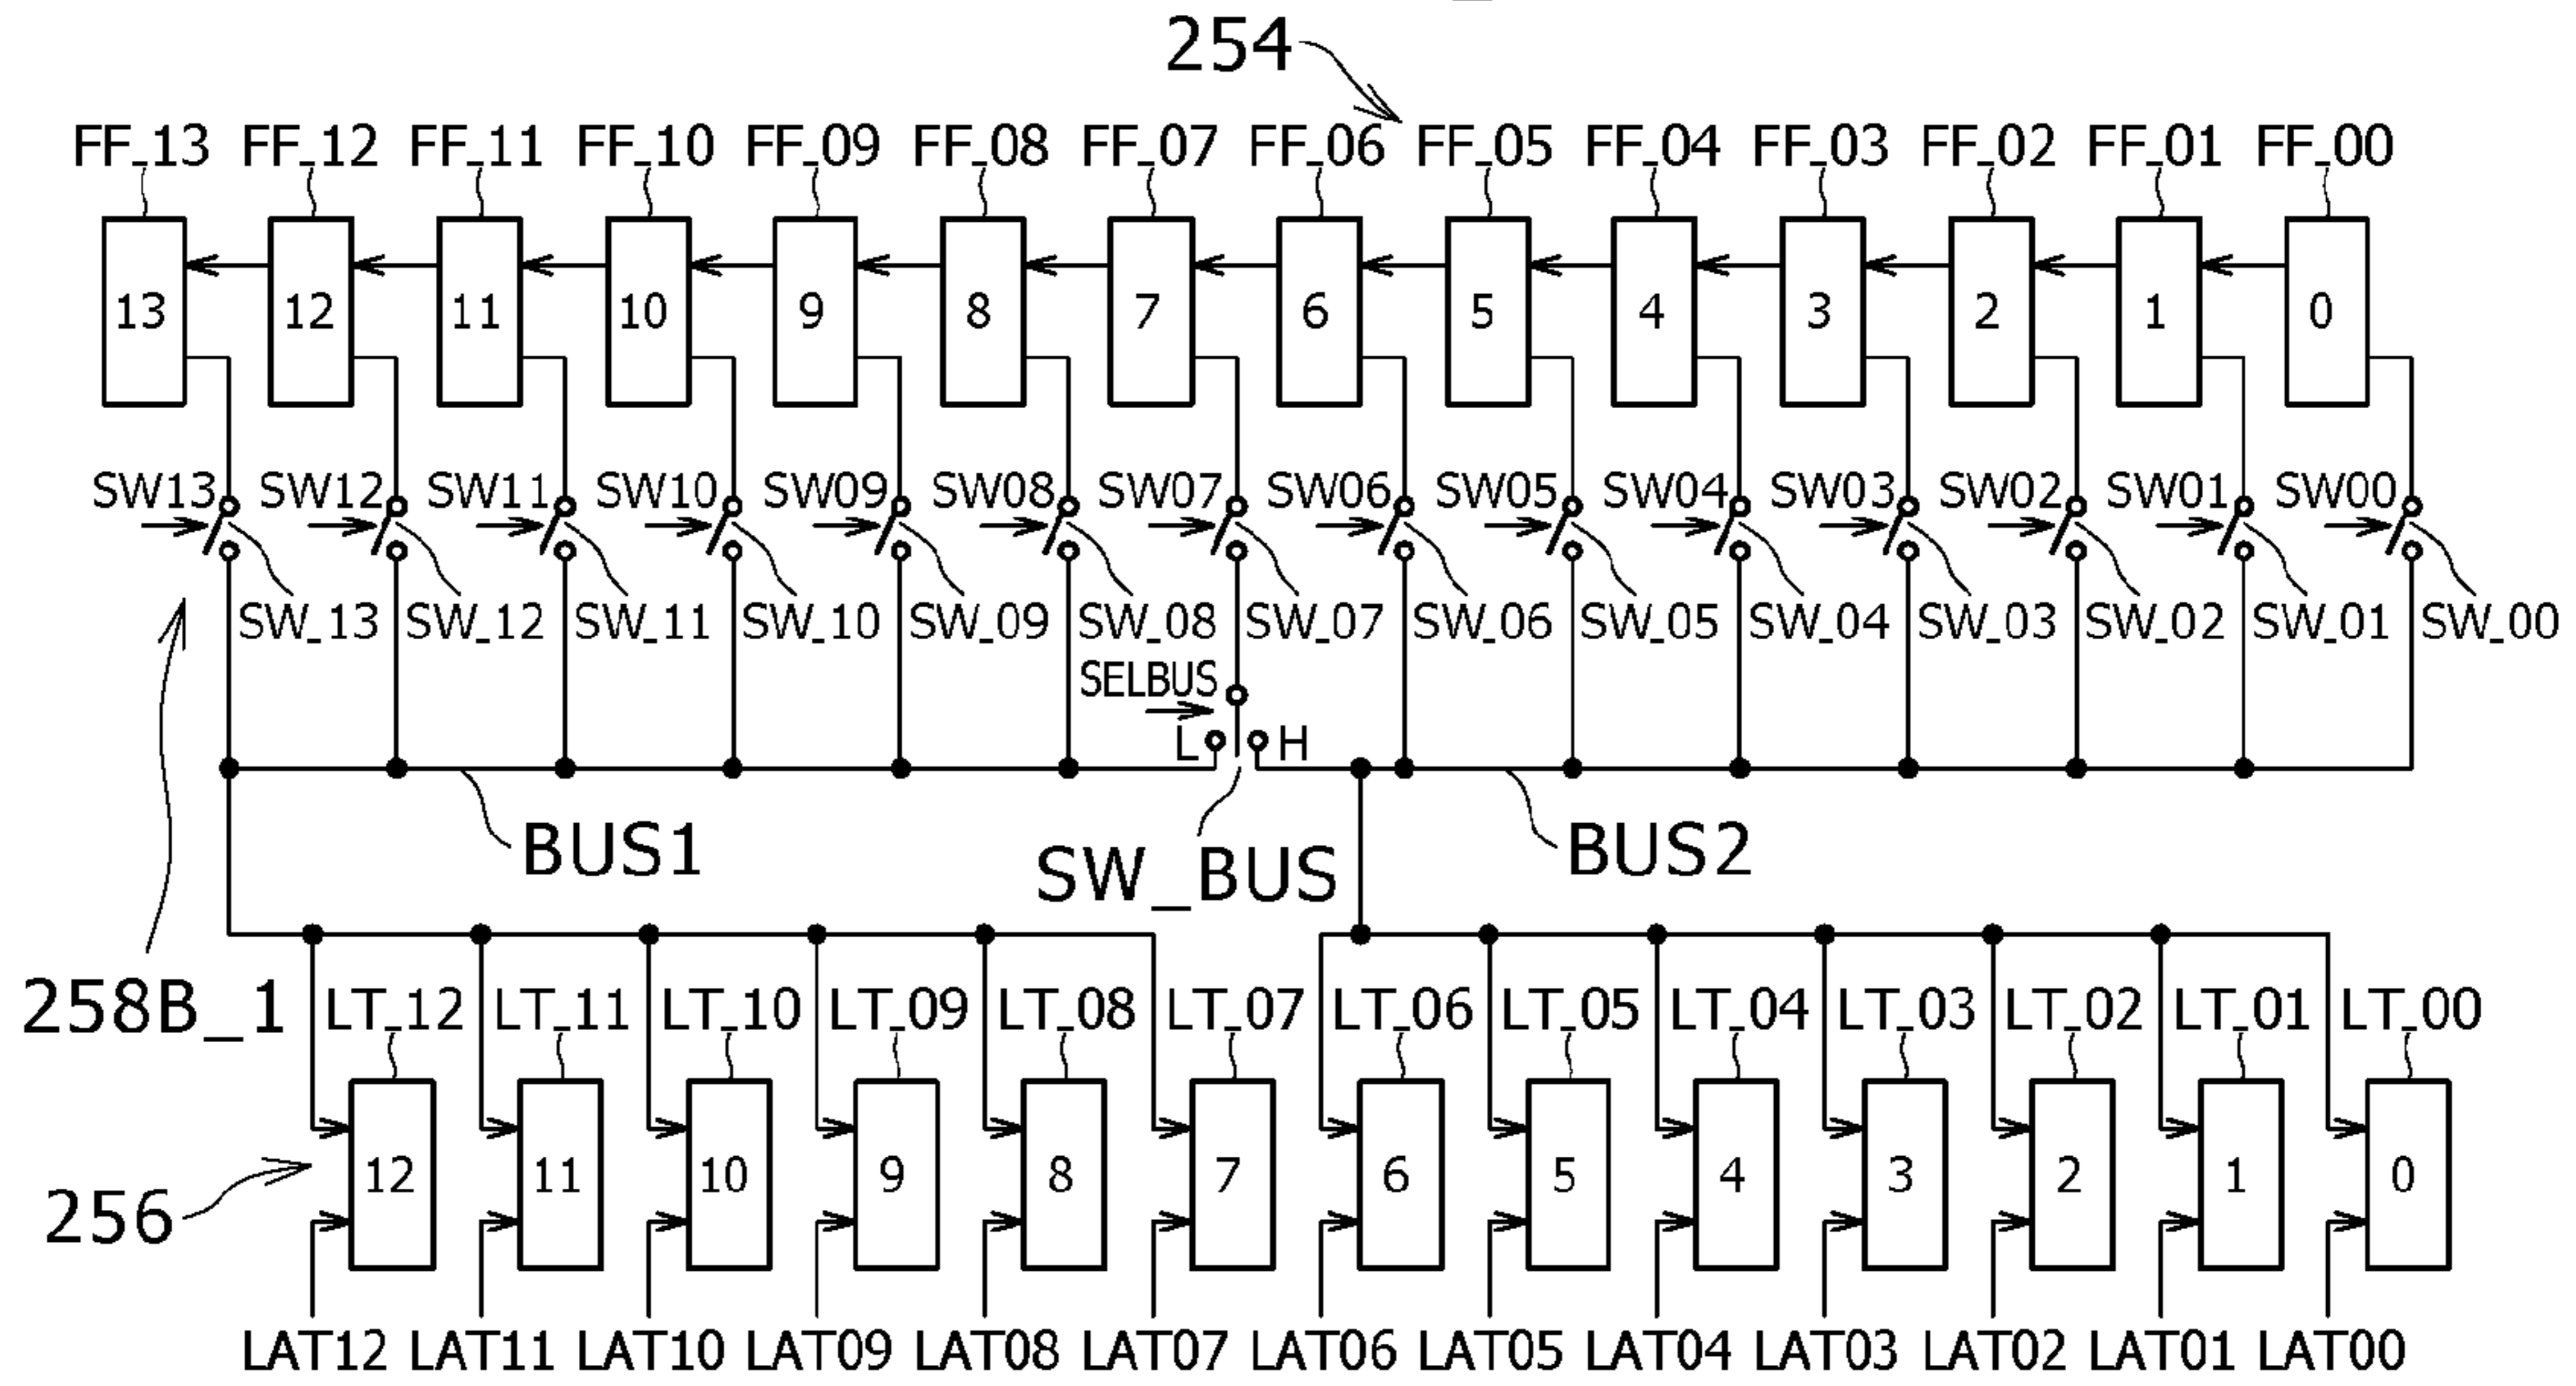 254
FF_13 FF_12 FF_11 FF_10 FF_09 FF_08 FF_07 FF_06 FF_05 FF_04 FF_03 FF_02 FF_01 FF_00
13 12 11 10 9 8 7 6 5 4 3 2 1 0
SW13 SW12 SW11 SW10 SW09 SW08 SW07 SW06 SW05 SW04 SW03 SW02 SW01 SW00
SW_13 SW_12 SW_11 SW_10 SW_09 SW_08 SW_07 SW_06 SW_05 SW_04 SW_03 SW_02 SW_01 SW_00
SELBUS
L H
BUS1 SW_BUS BUS2
258B_1 LT_12 LT_11 LT_10 LT_09 LT_08 LT_07 LT_06 LT_05 LT_04 LT_03 LT_02 LT_01 LT_00
12 11 10 9 8 7 6 5 4 3 2 1 0
256
LAT12 LAT11 LAT10 LAT09 LAT08 LAT07 LAT06 LAT05 LAT04 LAT03 LAT02 LAT01 LAT00